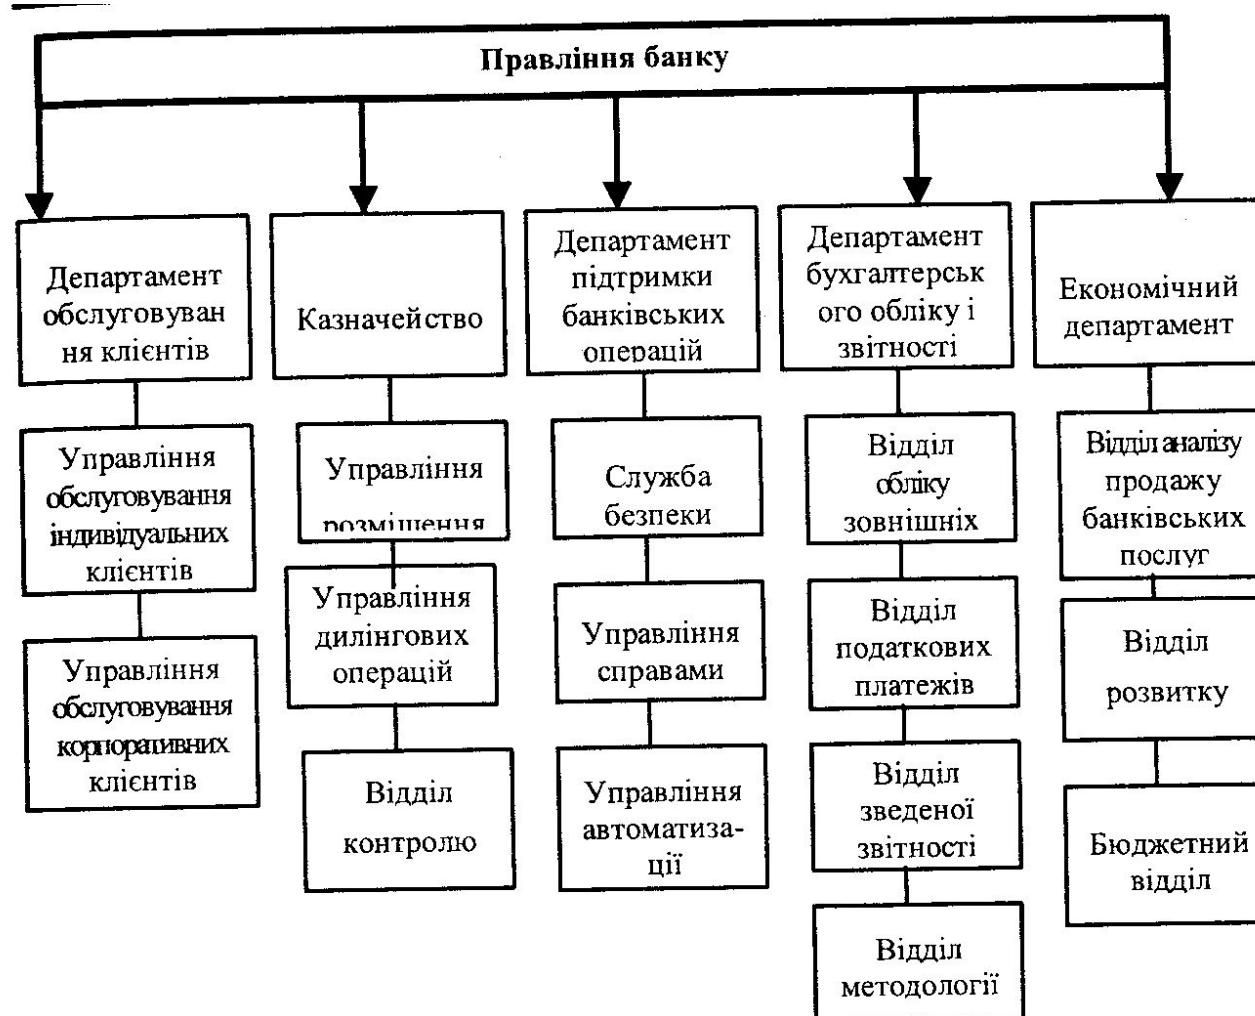 Правління банку
Департамент
обслуговуван
ня клієнтів
Управління
обслуговування
індивідуальних
клієнтів
Управління
обслуговування
корпоративних
клієнтів
Казначейство
Управління
розміщення
Управління
дилінгових
операцій
Відділ
контролю
Департамент
підтримки
банківських
операцій
Служба
безпеки
Управління
справами
Управління
автоматиза-
ції
Департамент
бухгалтерськ
ого обліку і
звітності
Відділ
обліку
зовнішніх
Відділ
податкових
платежів
Відділ
зведеної
звітності
Відділ
методології
Економічний
департамент
Відділ аналізу
продажу
банківських
послуг
Відділ
розвитку
Бюджетний
відділ